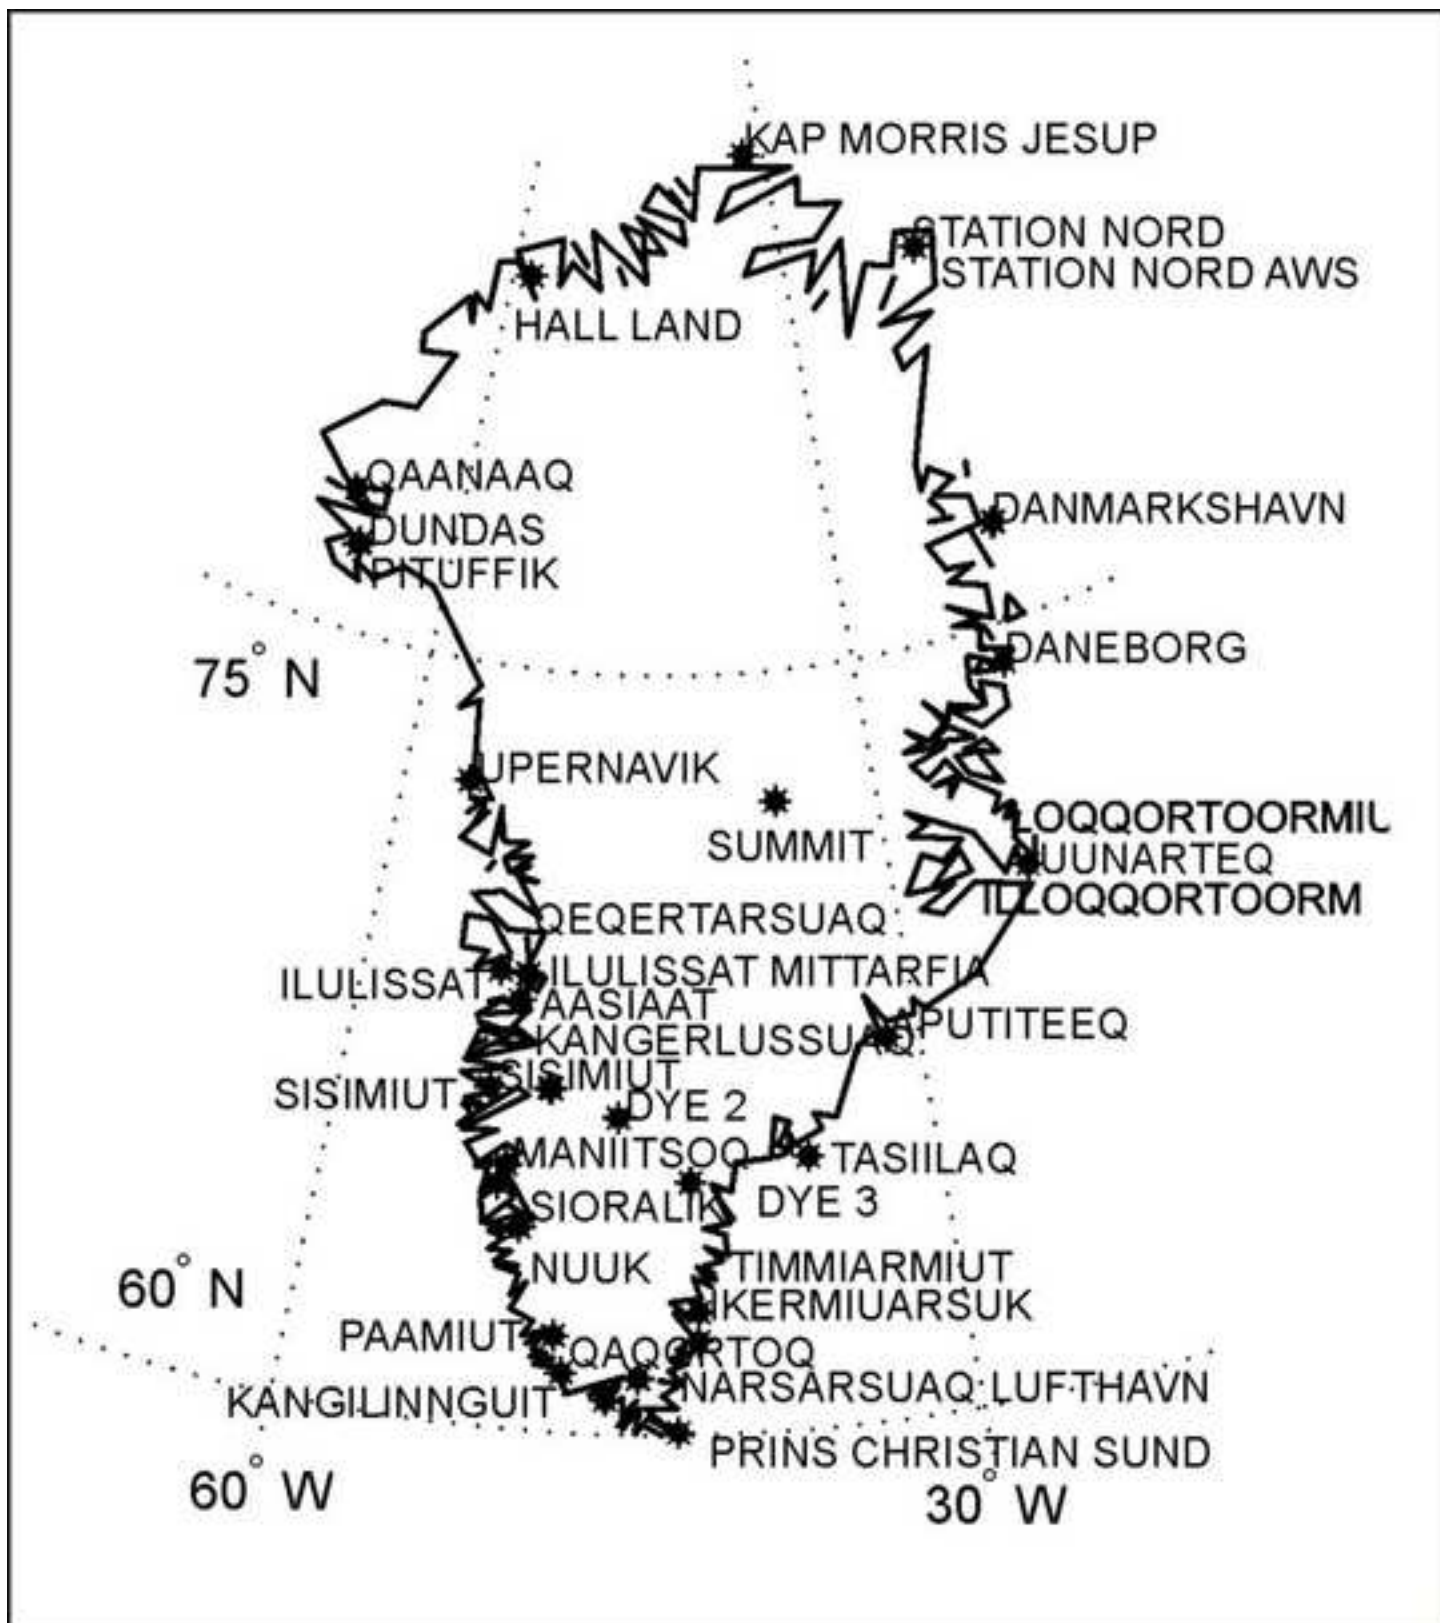 KAP MORRIS JESUP
STATION NORD
STATION NORD AWS
HALL LAND
QAANAAQ
DANMARKSHAVN
DUNDAS
PITUFFIK
75° N
DANEBORG
UPERNAVIK
LOQQORTOORMIU
SUMMIT
UUNARTEQ
ILLOQQORTOORM
QEQERTARSUAQ
ILULISSAT
ILULISSAT MITTARFIA
AASIAAT
APUTITEEQ
KANGERLUSSUAQ
SISIMIUT
SISIMIUT
DYE 2
MANIITSOQ
TASIILAQ
SIORALIK
DYE 3
NUUK
TIMMIARMIUT
60° N
IKERMIUARSUK
PAAMIUT
QAQORTOQ
KANGILINNGUIT
NARSARSUAQ LUFTHAVN
PRINS CHRISTIAN SUND
60° W
30° W